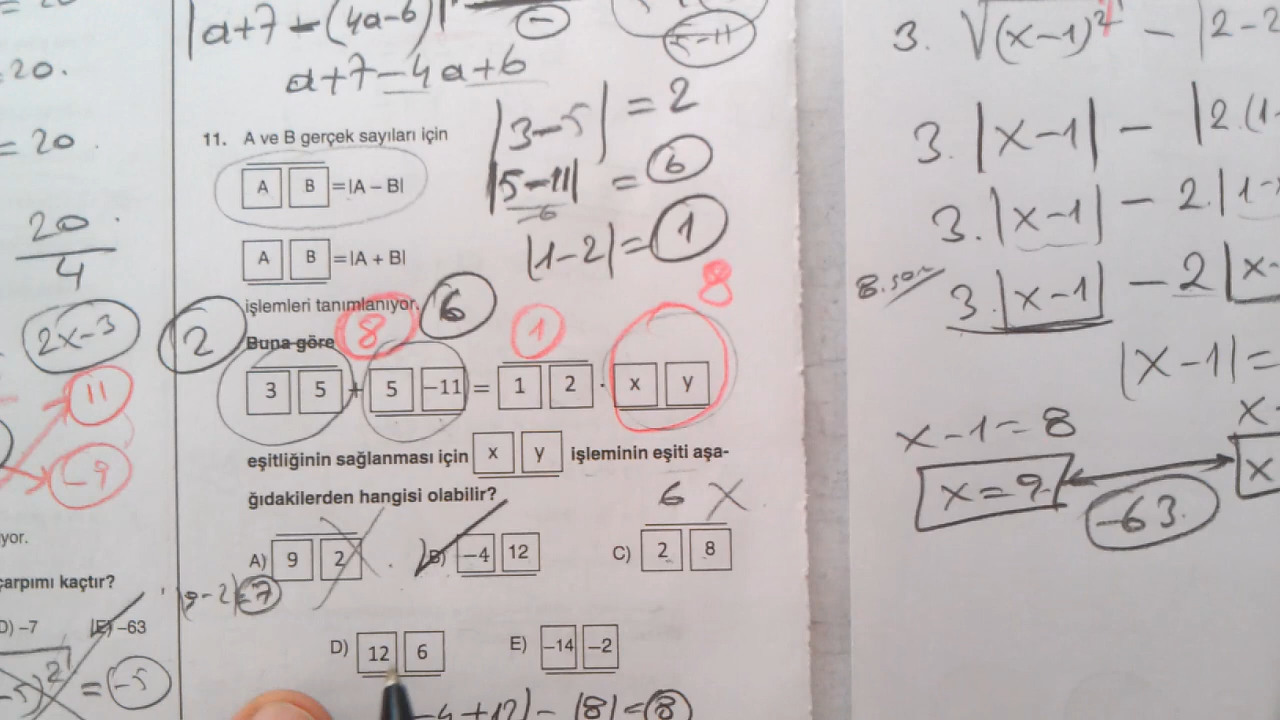 = 20.
= 20
20
4
2x-3
11
-9
yor.
çarpımı kaçtır?
D) -7
(E) -63
= -5
|a+7-(4a-6)|
a+7-4a+6
11. A ve B gerçek sayıları için
A B =|A – B|
A B =|A + B|
işlemleri tanımlanıyor.
Buna göre
|3-5| = 2
|5-11| = 6
-6
|1-2| = 1
2
8
6
1
8
3 5 + 5 –11 = 1 2 · x y
eşitliğinin sağlanması için x y işleminin eşiti aşa-
ğıdakilerden hangisi olabilir?
6 X
A) 9 2
B) –4 12
C) 2 8
|9-2|=7
D) 12 6
E) –14 –2
-4+12| - |8| = 8
3. √(x-1)² - |2-2
3. |x-1| - |2.(1-
3. |x-1| - 2.|1-
8.soru
3. |x-1| - 2|x-
|x-1| =
x-1=8
x=9
-63
x-
x